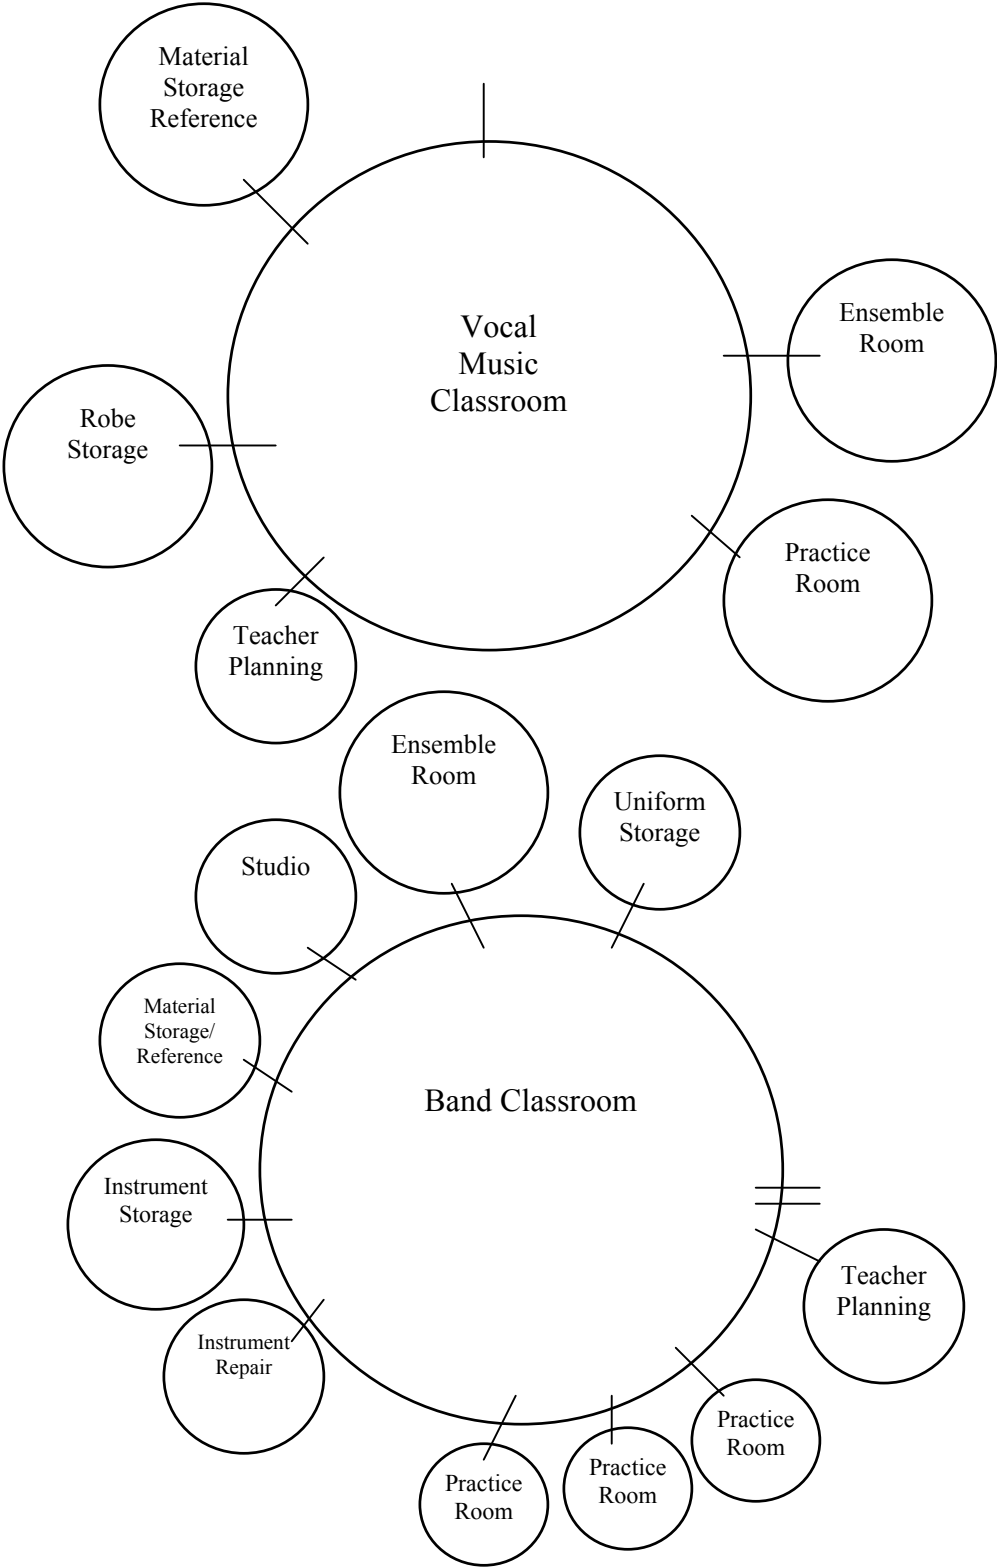 Material
Storage
Reference
Vocal
Music
Classroom
Ensemble
Room
Robe
Storage
Practice
Room
Teacher
Planning
Ensemble
Room
Uniform
Storage
Studio
Material
Storage/
Reference
Band Classroom
Instrument
Storage
Teacher
Planning
Instrument
Repair
Practice
Room
Practice
Room
Practice
Room